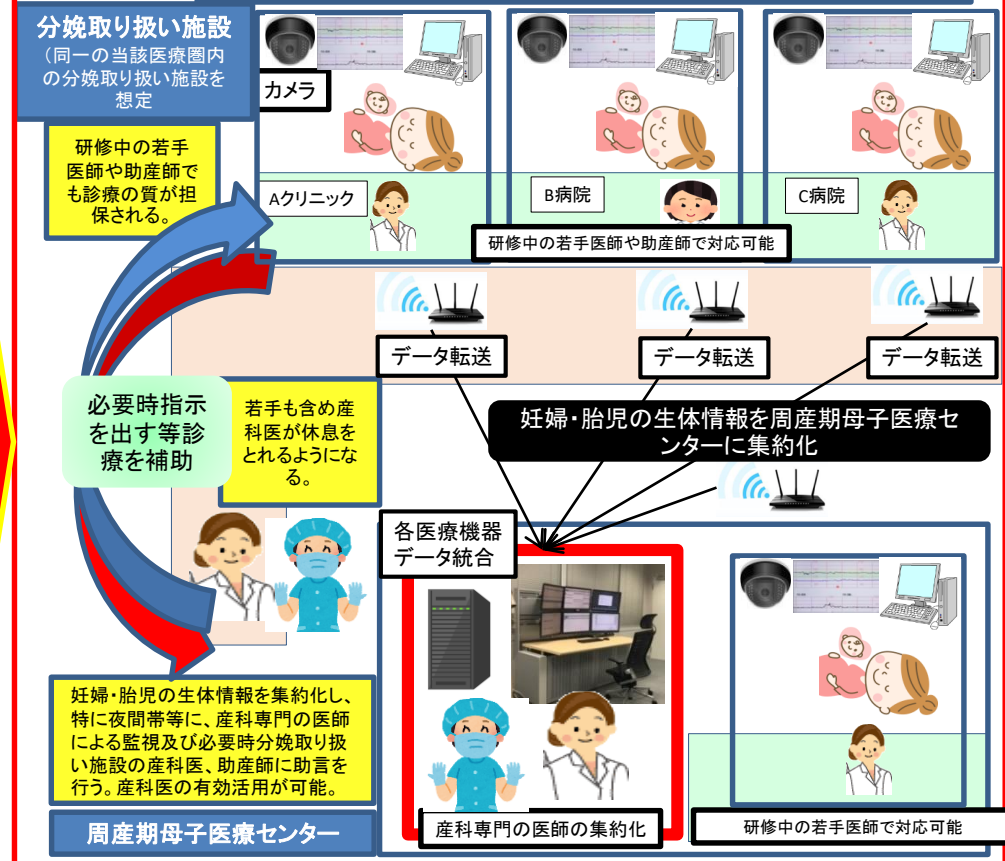 分娩取り扱い施設
（同一の当該医療圏内
の分娩取り扱い施設を
想定
カメラ
研修中の若手
医師や助産師で
も診療の質が担
保される。
Aクリニック
B病院
C病院
研修中の若手医師や助産師で対応可能
データ転送
データ転送
データ転送
必要時指示
を出す等診
療を補助
若手も含め産
科医が休息を
とれるようにな
る。
妊婦・胎児の生体情報を周産期母子医療セ
ンターに集約化
各医療機器
データ統合
妊婦・胎児の生体情報を集約化し、
特に夜間帯等に、産科専門の医師
による監視及び必要時分娩取り扱
い施設の産科医、助産師に助言を
行う。産科医の有効活用が可能。
周産期母子医療センター
産科専門の医師の集約化
研修中の若手医師で対応可能